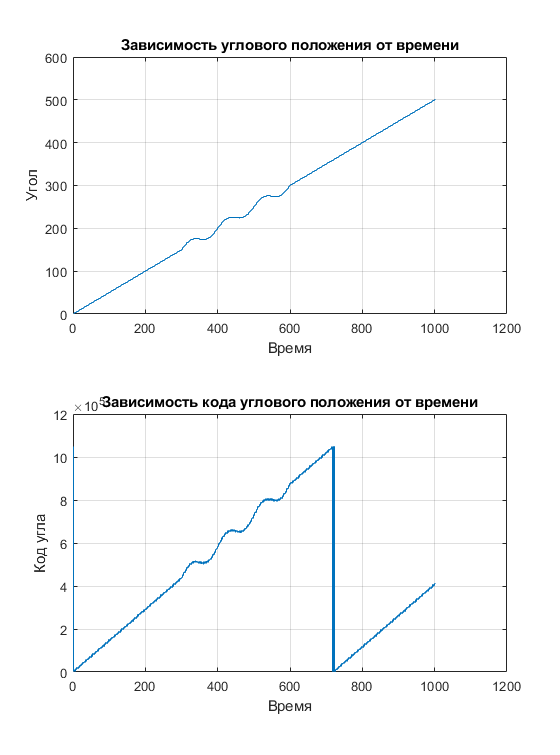 Зависимость углового положения от времени
600
500
400
300
200
100
0
Угол
0 200 400 600 800 1000 1200
Время
×10⁵
Зависимость кода углового положения от времени
12
10
8
6
4
2
0
Код угла
0 200 400 600 800 1000 1200
Время